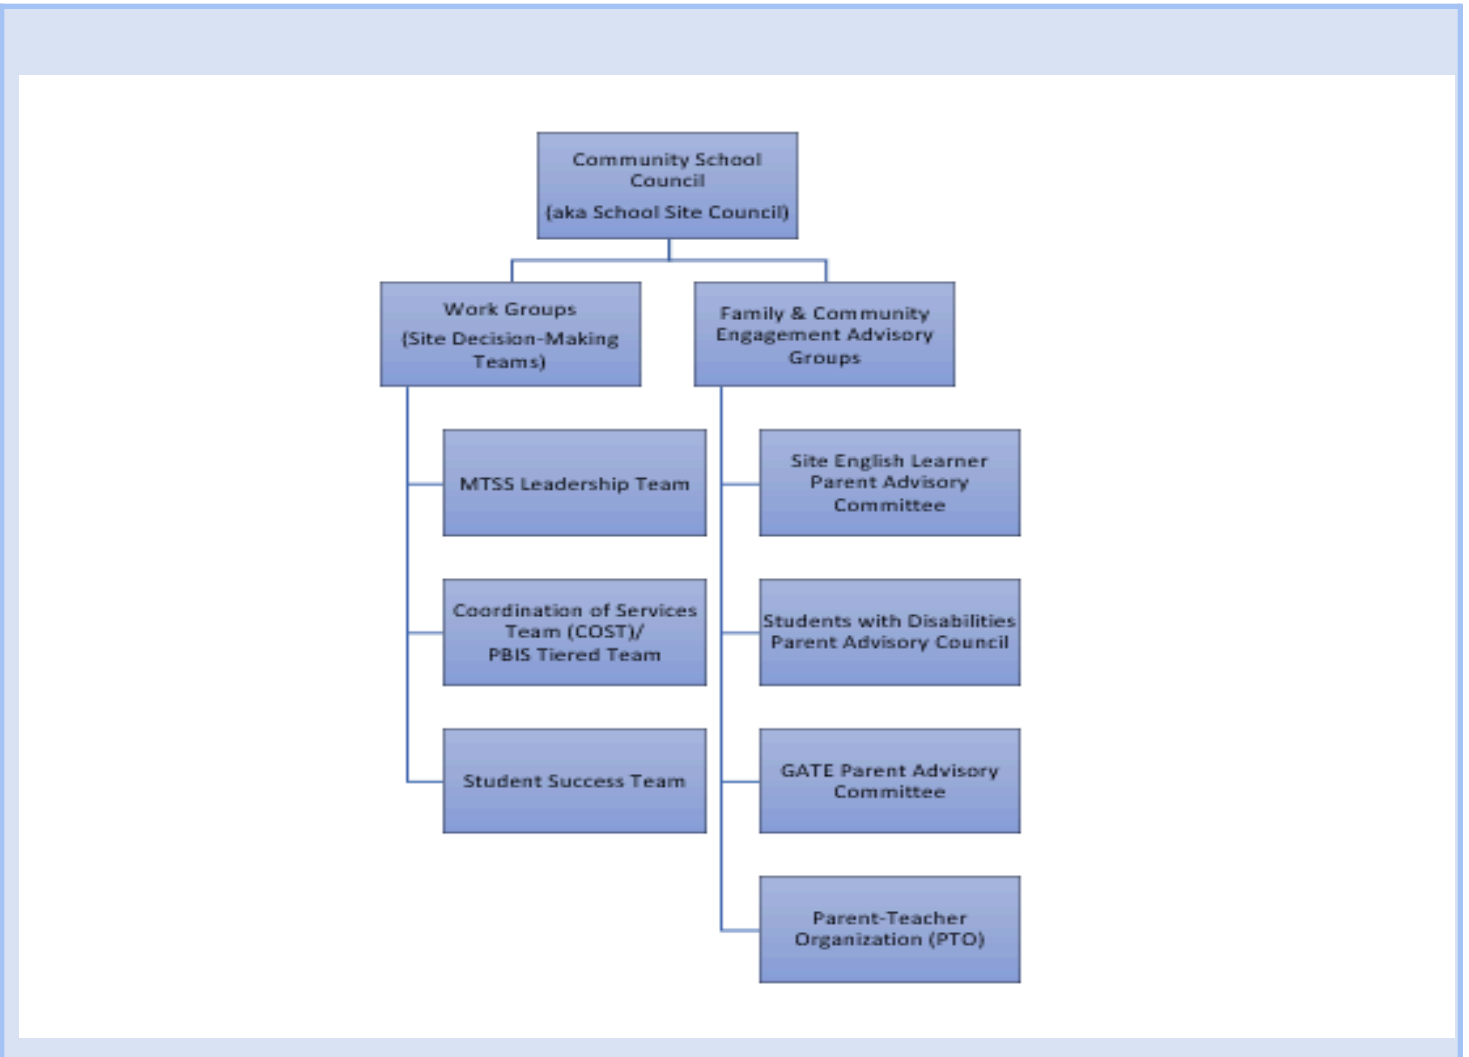 Community School
Council
(aka School Site Council)
Work Groups
(Site Decision-Making
Teams)
Family & Community
Engagement Advisory
Groups
MTSS Leadership Team
Coordination of Services
Team (COST)/
PBIS Tiered Team
Student Success Team
Site English Learner
Parent Advisory
Committee
Students with Disabilities
Parent Advisory Council
GATE Parent Advisory
Committee
Parent-Teacher
Organization (PTO)